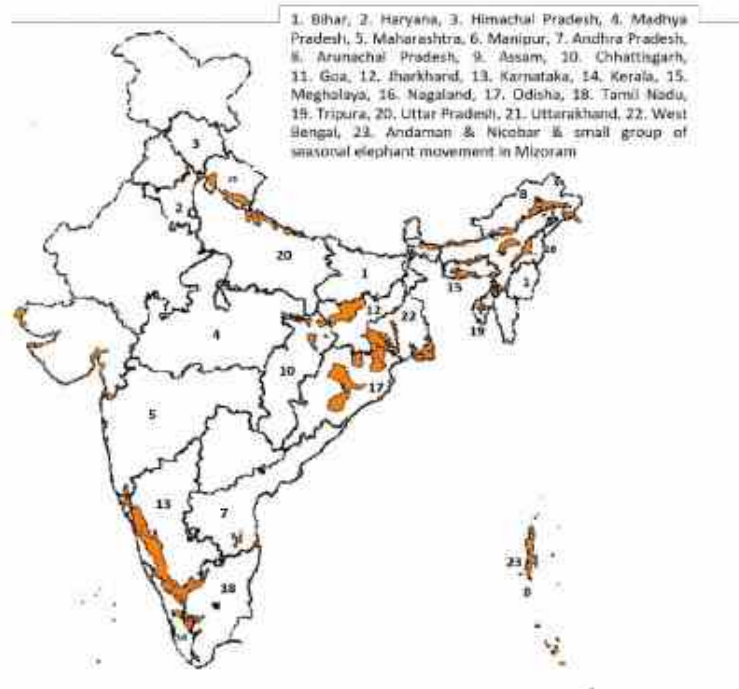 1. Bihar, 2. Haryana, 3. Himachal Pradesh, 4. Madhya
Pradesh, 5. Maharashtra, 6. Manipur, 7. Andhra Pradesh,
8. Arunachal Pradesh, 9. Assam, 10. Chhattisgarh,
11. Goa, 12. Jharkhand, 13. Karnataka, 14. Kerala, 15.
Meghalaya, 16. Nagaland, 17. Odisha, 18. Tamil Nadu,
19. Tripura, 20. Uttar Pradesh, 21. Uttarakhand, 22. West
Bengal, 23. Andaman & Nicobar & small group of
seasonal elephant movement in Mizoram
3
2
8
20
1
15
12
22
19
4
10
17
5
13
7
18
23